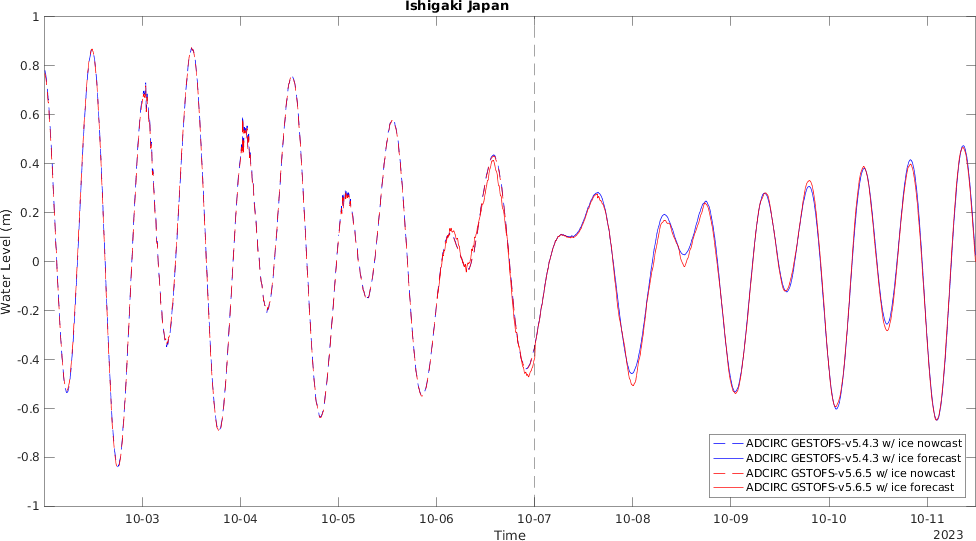 Ishigaki Japan
1
0.8
0.6
0.4
0.2
0
-0.2
-0.4
-0.6
-0.8
-1
Water Level (m)
ADCIRC GESTOFS-v5.4.3 w/ ice nowcast
ADCIRC GESTOFS-v5.4.3 w/ ice forecast
ADCIRC GSTOFS-v5.6.5 w/ ice nowcast
ADCIRC GSTOFS-v5.6.5 w/ ice forecast
10-03 10-04 10-05 10-06 10-07 10-08 10-09 10-10 10-11
Time
2023